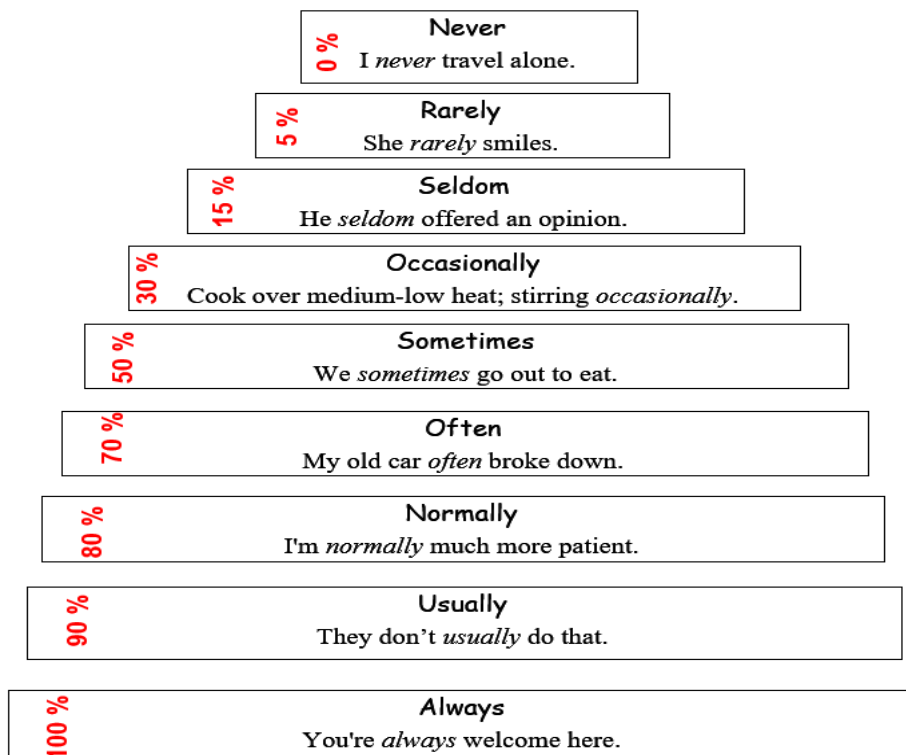 0 %
Never
I never travel alone.
5 %
Rarely
She rarely smiles.
15 %
Seldom
He seldom offered an opinion.
30 %
Occasionally
Cook over medium-low heat; stirring occasionally.
50 %
Sometimes
We sometimes go out to eat.
70 %
Often
My old car often broke down.
80 %
Normally
I'm normally much more patient.
90 %
Usually
They don’t usually do that.
100 %
Always
You're always welcome here.